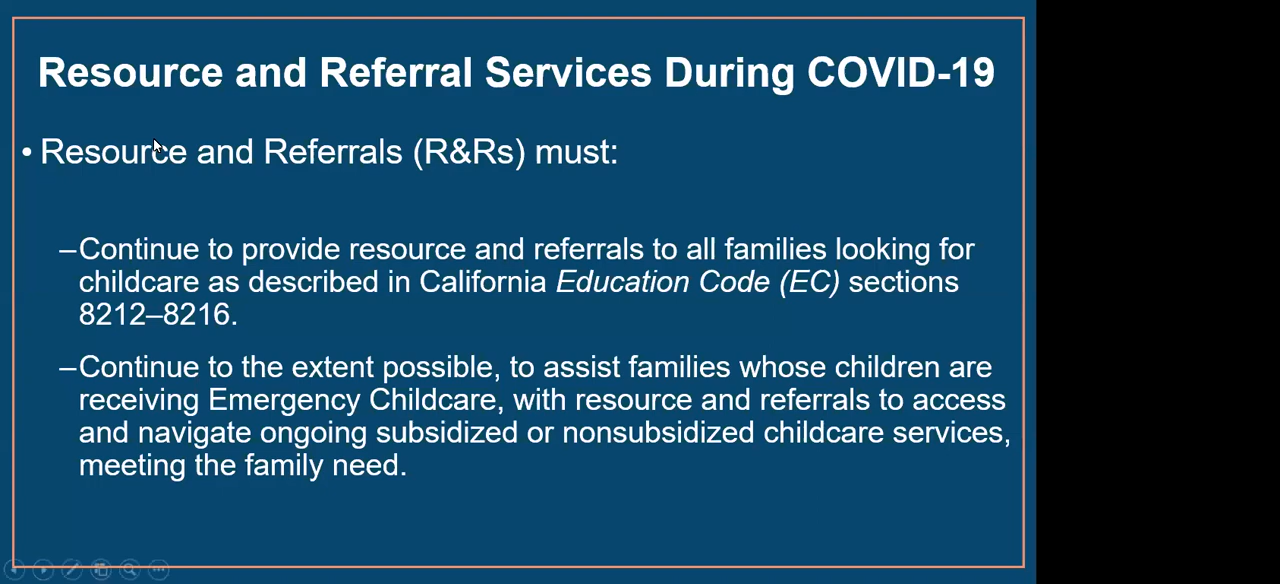 Resource and Referral Services During COVID-19
• Resource and Referrals (R&Rs) must:
–Continue to provide resource and referrals to all families looking for
childcare as described in California Education Code (EC) sections
8212–8216.
–Continue to the extent possible, to assist families whose children are
receiving Emergency Childcare, with resource and referrals to access
and navigate ongoing subsidized or nonsubsidized childcare services,
meeting the family need.